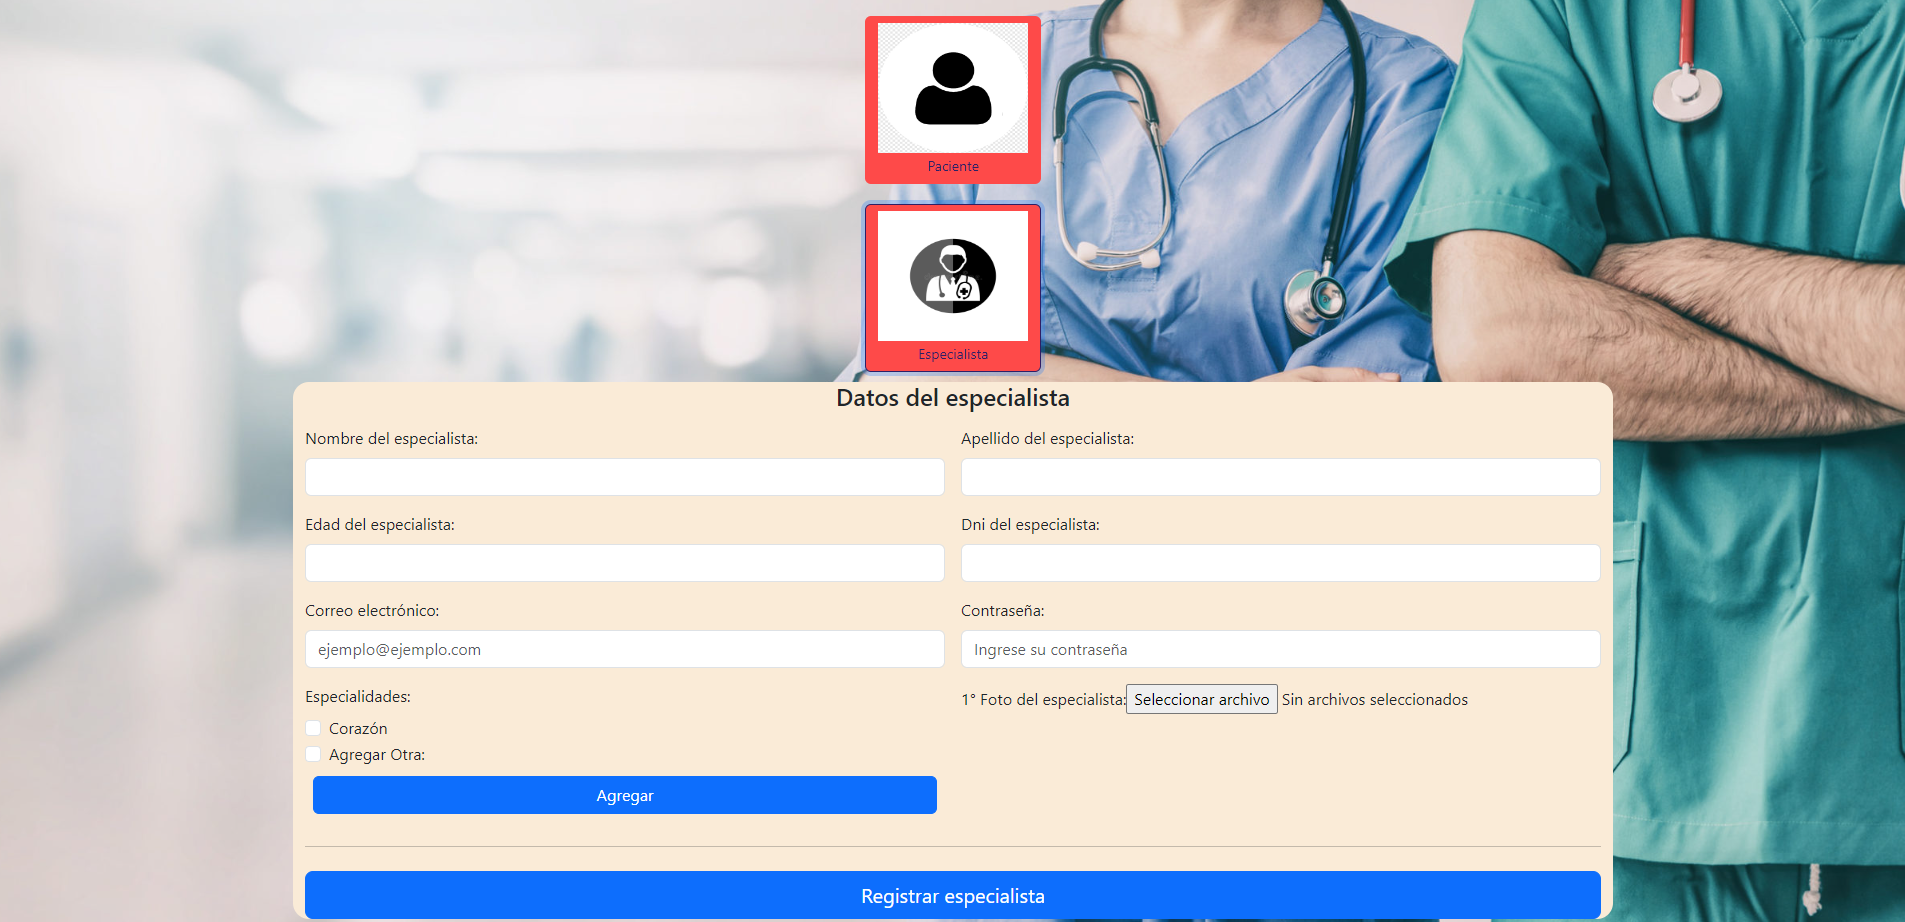 Paciente
Especialista
Datos del especialista
Nombre del especialista:
Apellido del especialista:
Edad del especialista:
Dni del especialista:
Correo electrónico:
Contraseña:
ejemplo@ejemplo.com
Ingrese su contraseña
Especialidades:
1° Foto del especialista: Seleccionar archivo Sin archivos seleccionados
Corazón
Agregar Otra:
Agregar
Registrar especialista